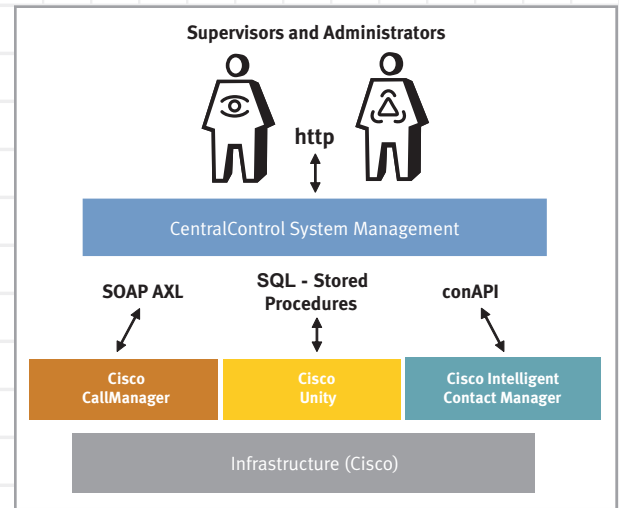 Supervisors and Administrators
http
CentralControl System Management
SOAP AXL
SQL - Stored
Procedures
conAPI
Cisco
CallManager
Cisco
Unity
Cisco Intelligent
Contact Manager
Infrastructure (Cisco)